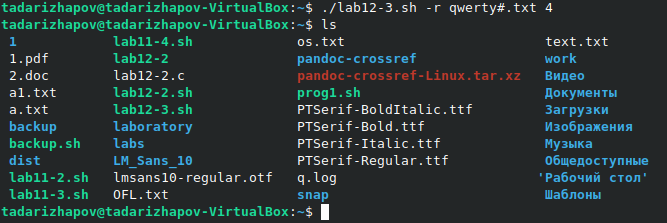 tadarizhapov@tadarizhapov-VirtualBox:~$ ./lab12-3.sh -r qwerty#.txt 4
tadarizhapov@tadarizhapov-VirtualBox:~$ ls
1 lab11-4.sh os.txt text.txt
1.pdf lab12-2 pandoc-crossref work
2.doc lab12-2.c pandoc-crossref-Linux.tar.xz Видео
a1.txt lab12-2.sh prog1.sh Документы
a.txt lab12-3.sh PTSerif-BoldItalic.ttf Загрузки
backup laboratory PTSerif-Bold.ttf Изображения
backup.sh labs PTSerif-Italic.ttf Музыка
dist LM_Sans_10 PTSerif-Regular.ttf Общедоступные
lab11-2.sh lmsans10-regular.otf q.log 'Рабочий стол'
lab11-3.sh OFL.txt snap Шаблоны
tadarizhapov@tadarizhapov-VirtualBox:~$